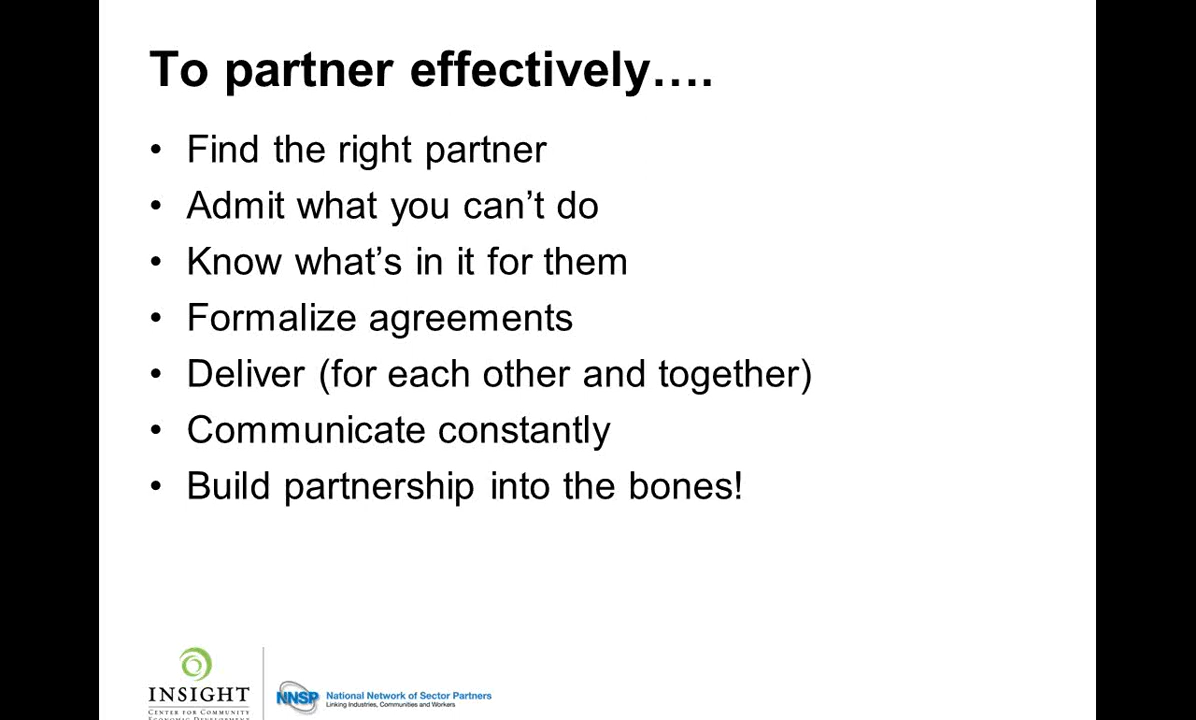 To partner effectively….
• Find the right partner
• Admit what you can’t do
• Know what’s in it for them
• Formalize agreements
• Deliver (for each other and together)
• Communicate constantly
• Build partnership into the bones!
INSIGHT
CENTER FOR COMMUNITY
ECONOMIC DEVELOPMENT
NNSP
National Network of Sector Partners
Linking Industries, Communities and Workers